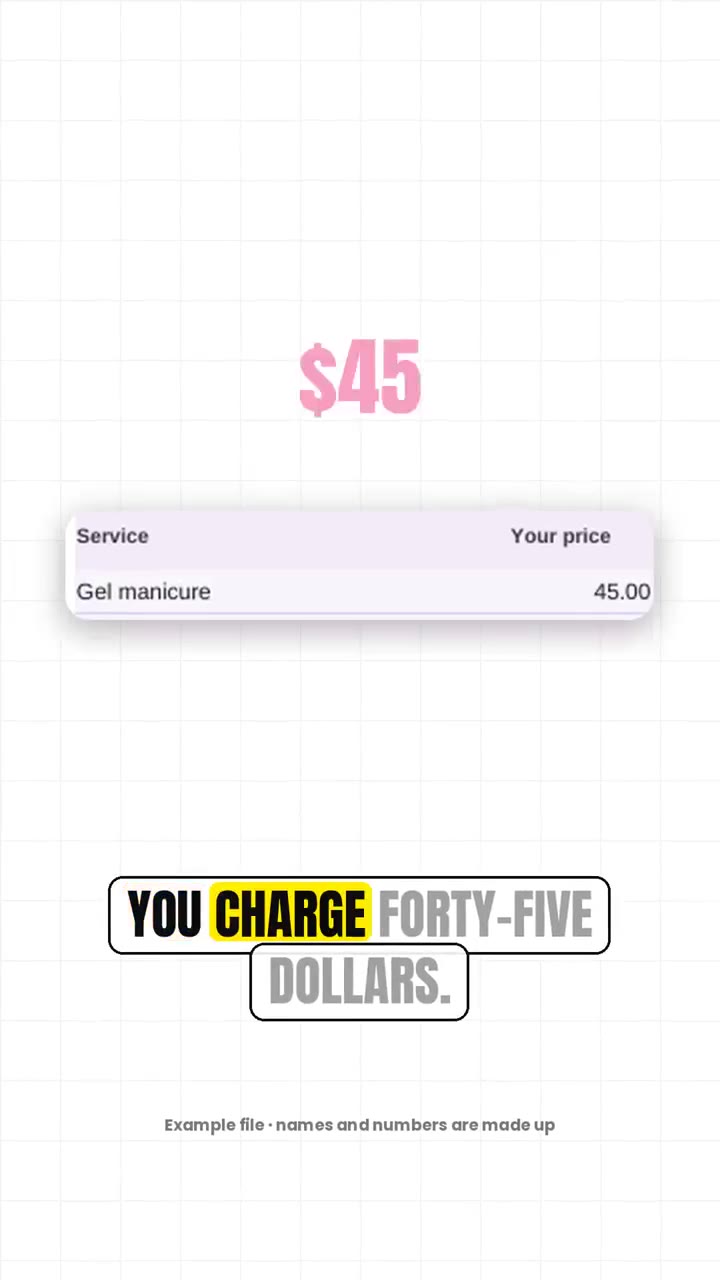 $45
Service Your price
Gel manicure 45.00
YOU CHARGE FORTY-FIVE
DOLLARS.
Example file · names and numbers are made up